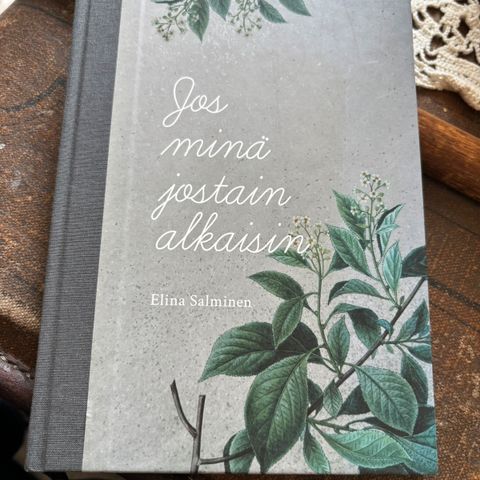 Jos
minä
jostain
alkaisin
Elina Salminen